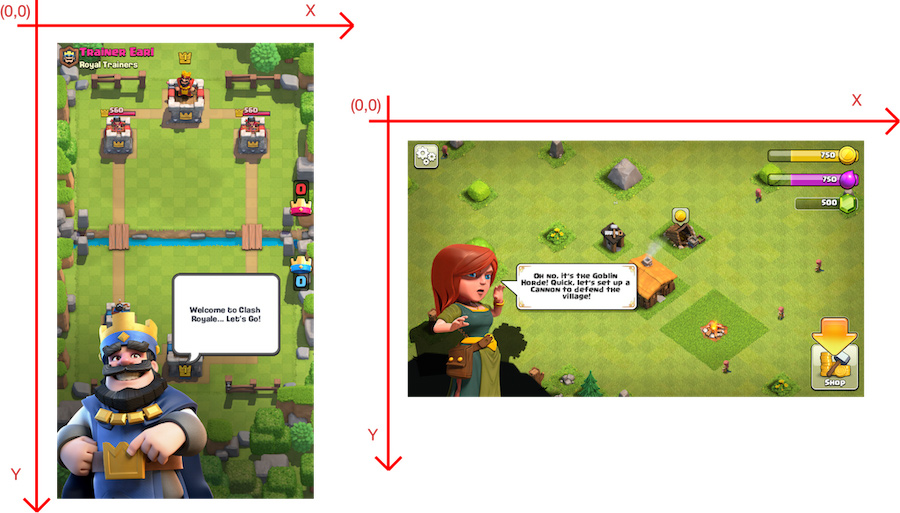 (0,0)
X
Trainer Earl
Royal Trainers
560
560
0
0
Welcome to Clash
Royale... Let's Go!
Y
(0,0)
X
750
750
500
Oh no, it's the Goblin
Horde! Quick, let's set up a
Cannon to defend the
village!
Shop
Y